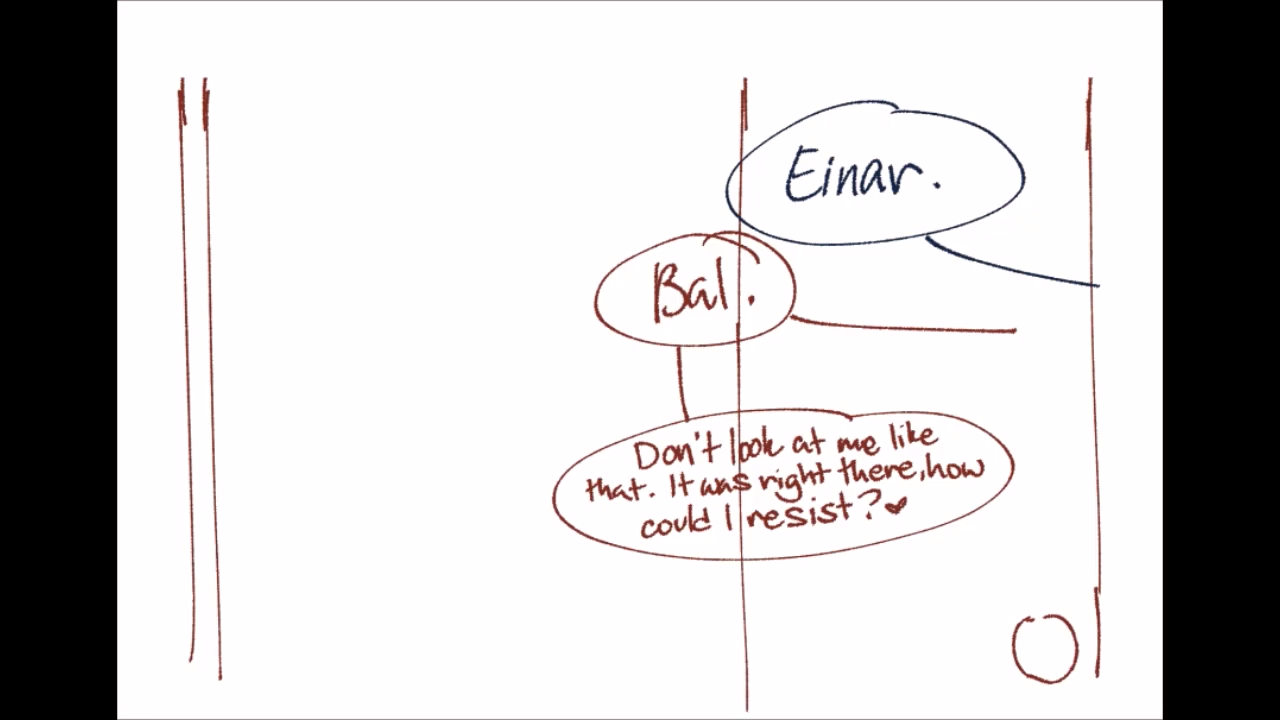 Einar.
Bal.
Don't look at me like
that. It was right there, how
could I resist? ♥